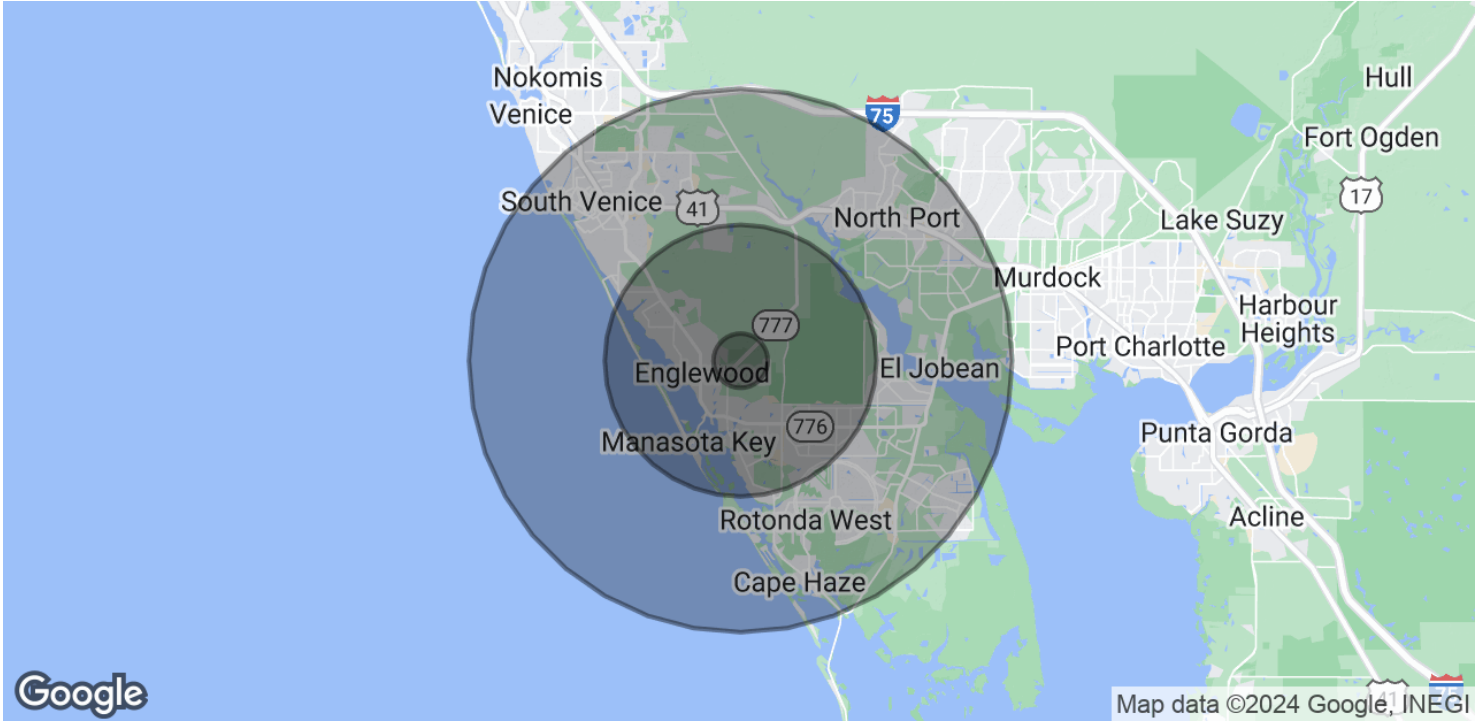 Nokomis
Hull
Venice
75
Fort Ogden
17
South Venice
41
North Port
Lake Suzy
Murdock
Harbour
Heights
777
Port Charlotte
Englewood
El Jobean
776
Punta Gorda
Manasota Key
Acline
Rotonda West
Cape Haze
Google
41
75
Map data ©2024 Google, INEGI